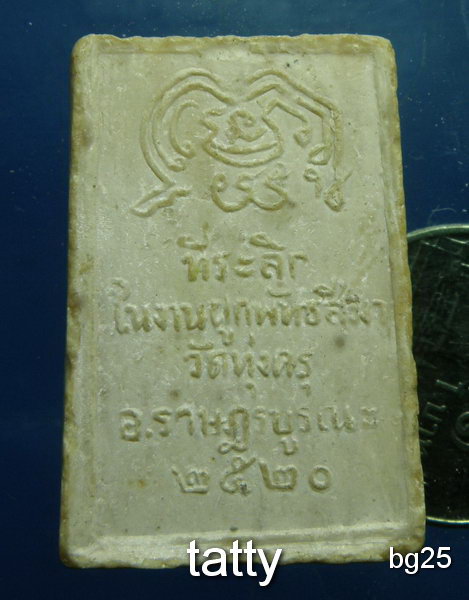 ที่ระลึก
ในงานผูกพัทธสีมา
วัดทุ่งครุ
อ.ราษฎร์บูรณะ
๒๕๒๐
tatty
bg25